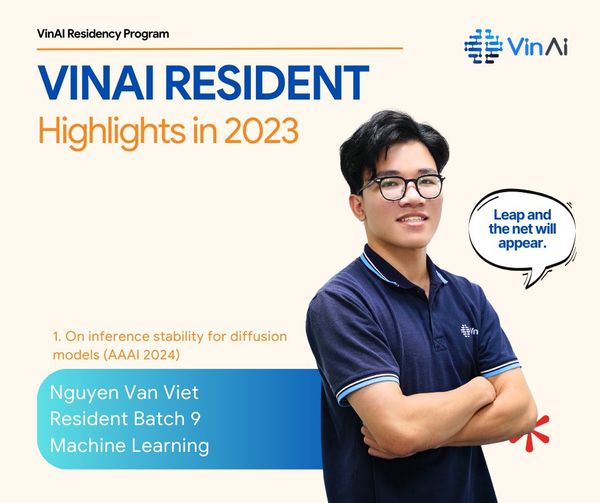 VinAI Residency Program
VinAi
VINAI RESIDENT
Highlights in 2023
Leap and
the net will
appear.
1. On inference stability for diffusion
models (AAAI 2024)
Nguyen Van Viet
Resident Batch 9
Machine Learning